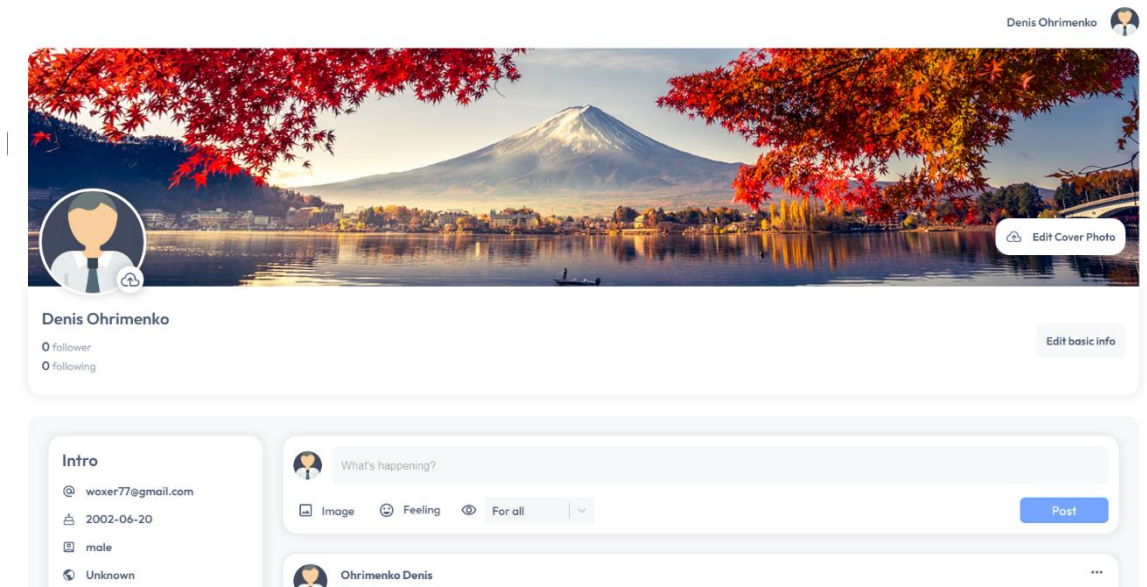 Denis Ohrimenko
Edit Cover Photo
Denis Ohrimenko
0 follower
0 following
Edit basic info
Intro
woxer77@gmail.com
2002-06-20
male
Unknown
What's happening?
Image
Feeling
For all
Post
Ohrimenko Denis